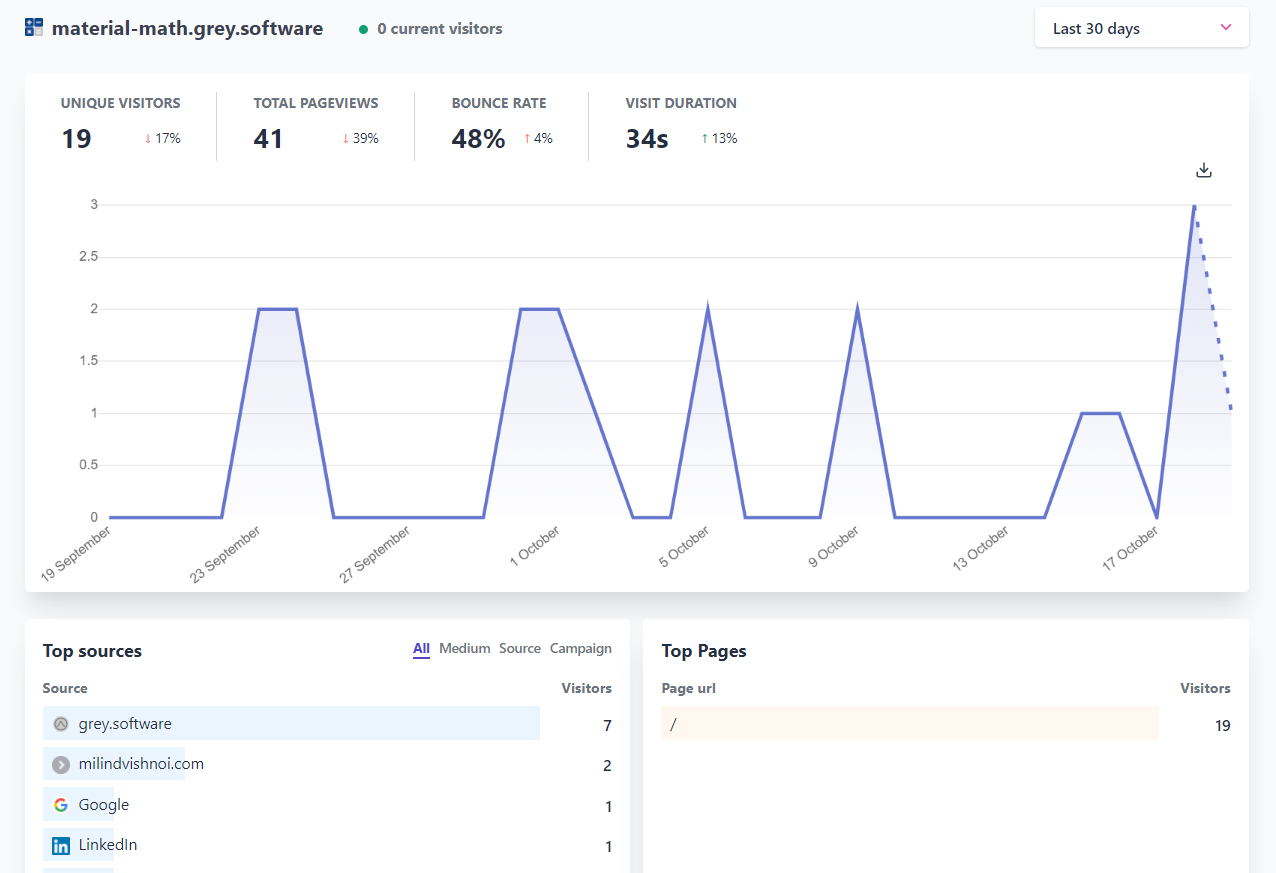 material-math.grey.software
0 current visitors
Last 30 days
UNIQUE VISITORS
19 ↓ 17%
TOTAL PAGEVIEWS
41 ↓ 39%
BOUNCE RATE
48% ↑ 4%
VISIT DURATION
34s ↑ 13%
3
2.5
2
1.5
1
0.5
0
19 September
23 September
27 September
1 October
5 October
9 October
13 October
17 October
Top sources
All Medium Source Campaign
Source Visitors
grey.software 7
milindvishnoi.com 2
Google 1
LinkedIn 1
Top Pages
Page url Visitors
/ 19